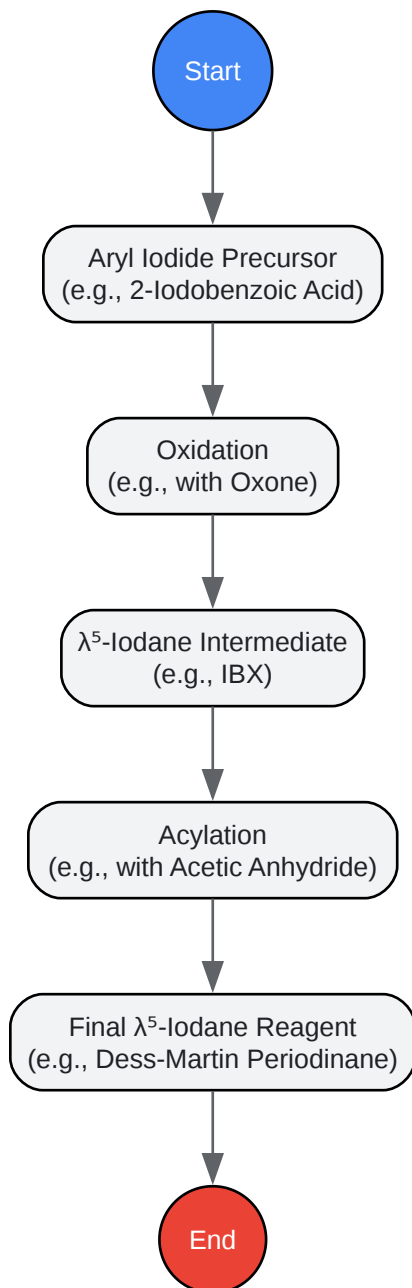 Start
Aryl Iodide Precursor
(e.g., 2-Iodobenzoic Acid)
Oxidation
(e.g., with Oxone)
λ⁵-Iodane Intermediate
(e.g., IBX)
Acylation
(e.g., with Acetic Anhydride)
Final λ⁵-Iodane Reagent
(e.g., Dess-Martin Periodinane)
End